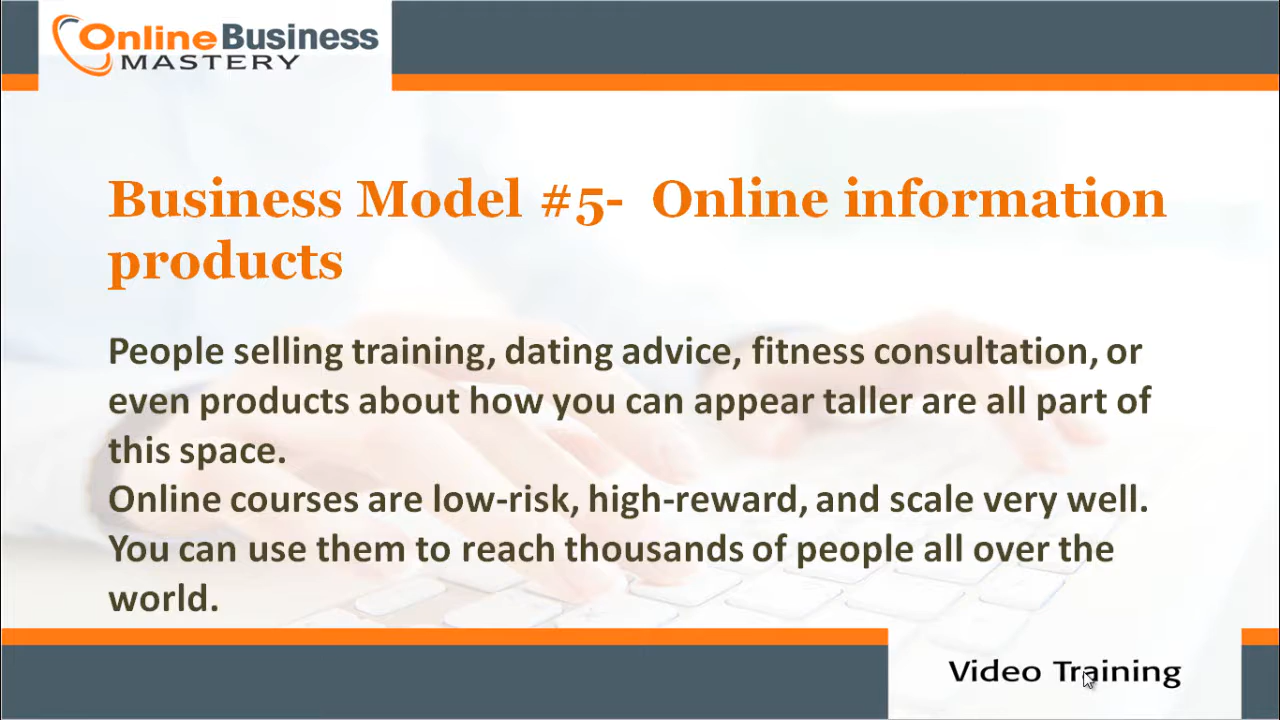 Online Business
MASTERY
Business Model #5-  Online information
products
People selling training, dating advice, fitness consultation, or
even products about how you can appear taller are all part of
this space.
Online courses are low-risk, high-reward, and scale very well.
You can use them to reach thousands of people all over the
world.
Video Training